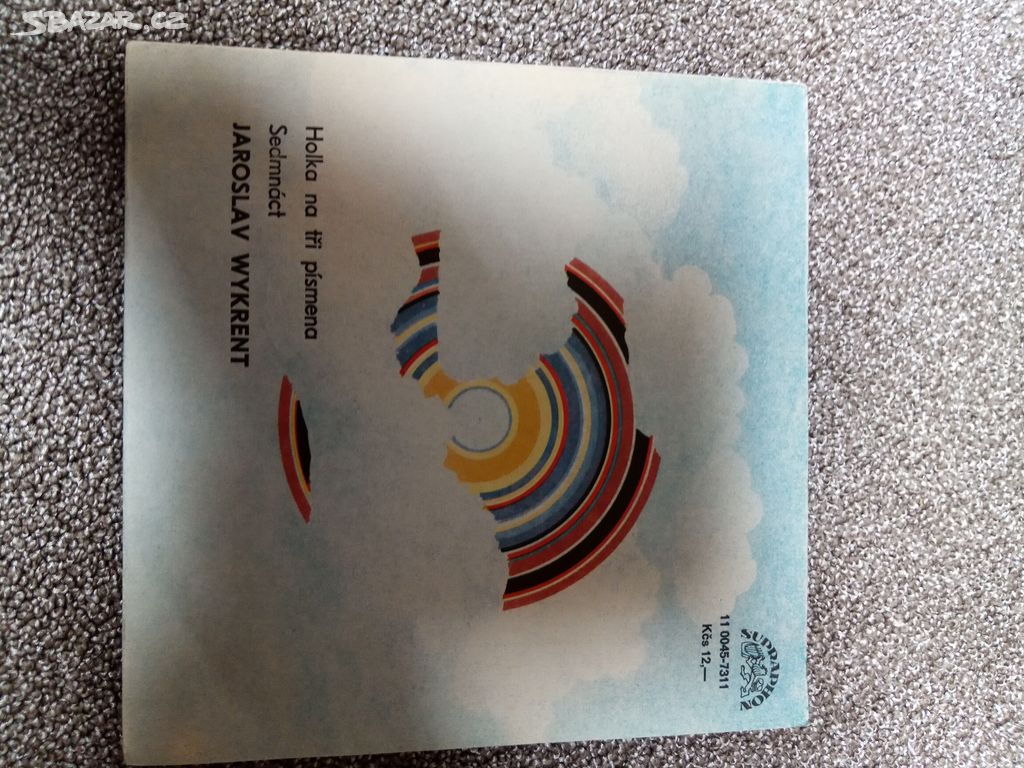 SBAZAR.CZ
SUPRAPHON
11 0045-7311
Kčs 12,—
Holka na tři písmena
Sedmnáct
JAROSLAV WYKRENT